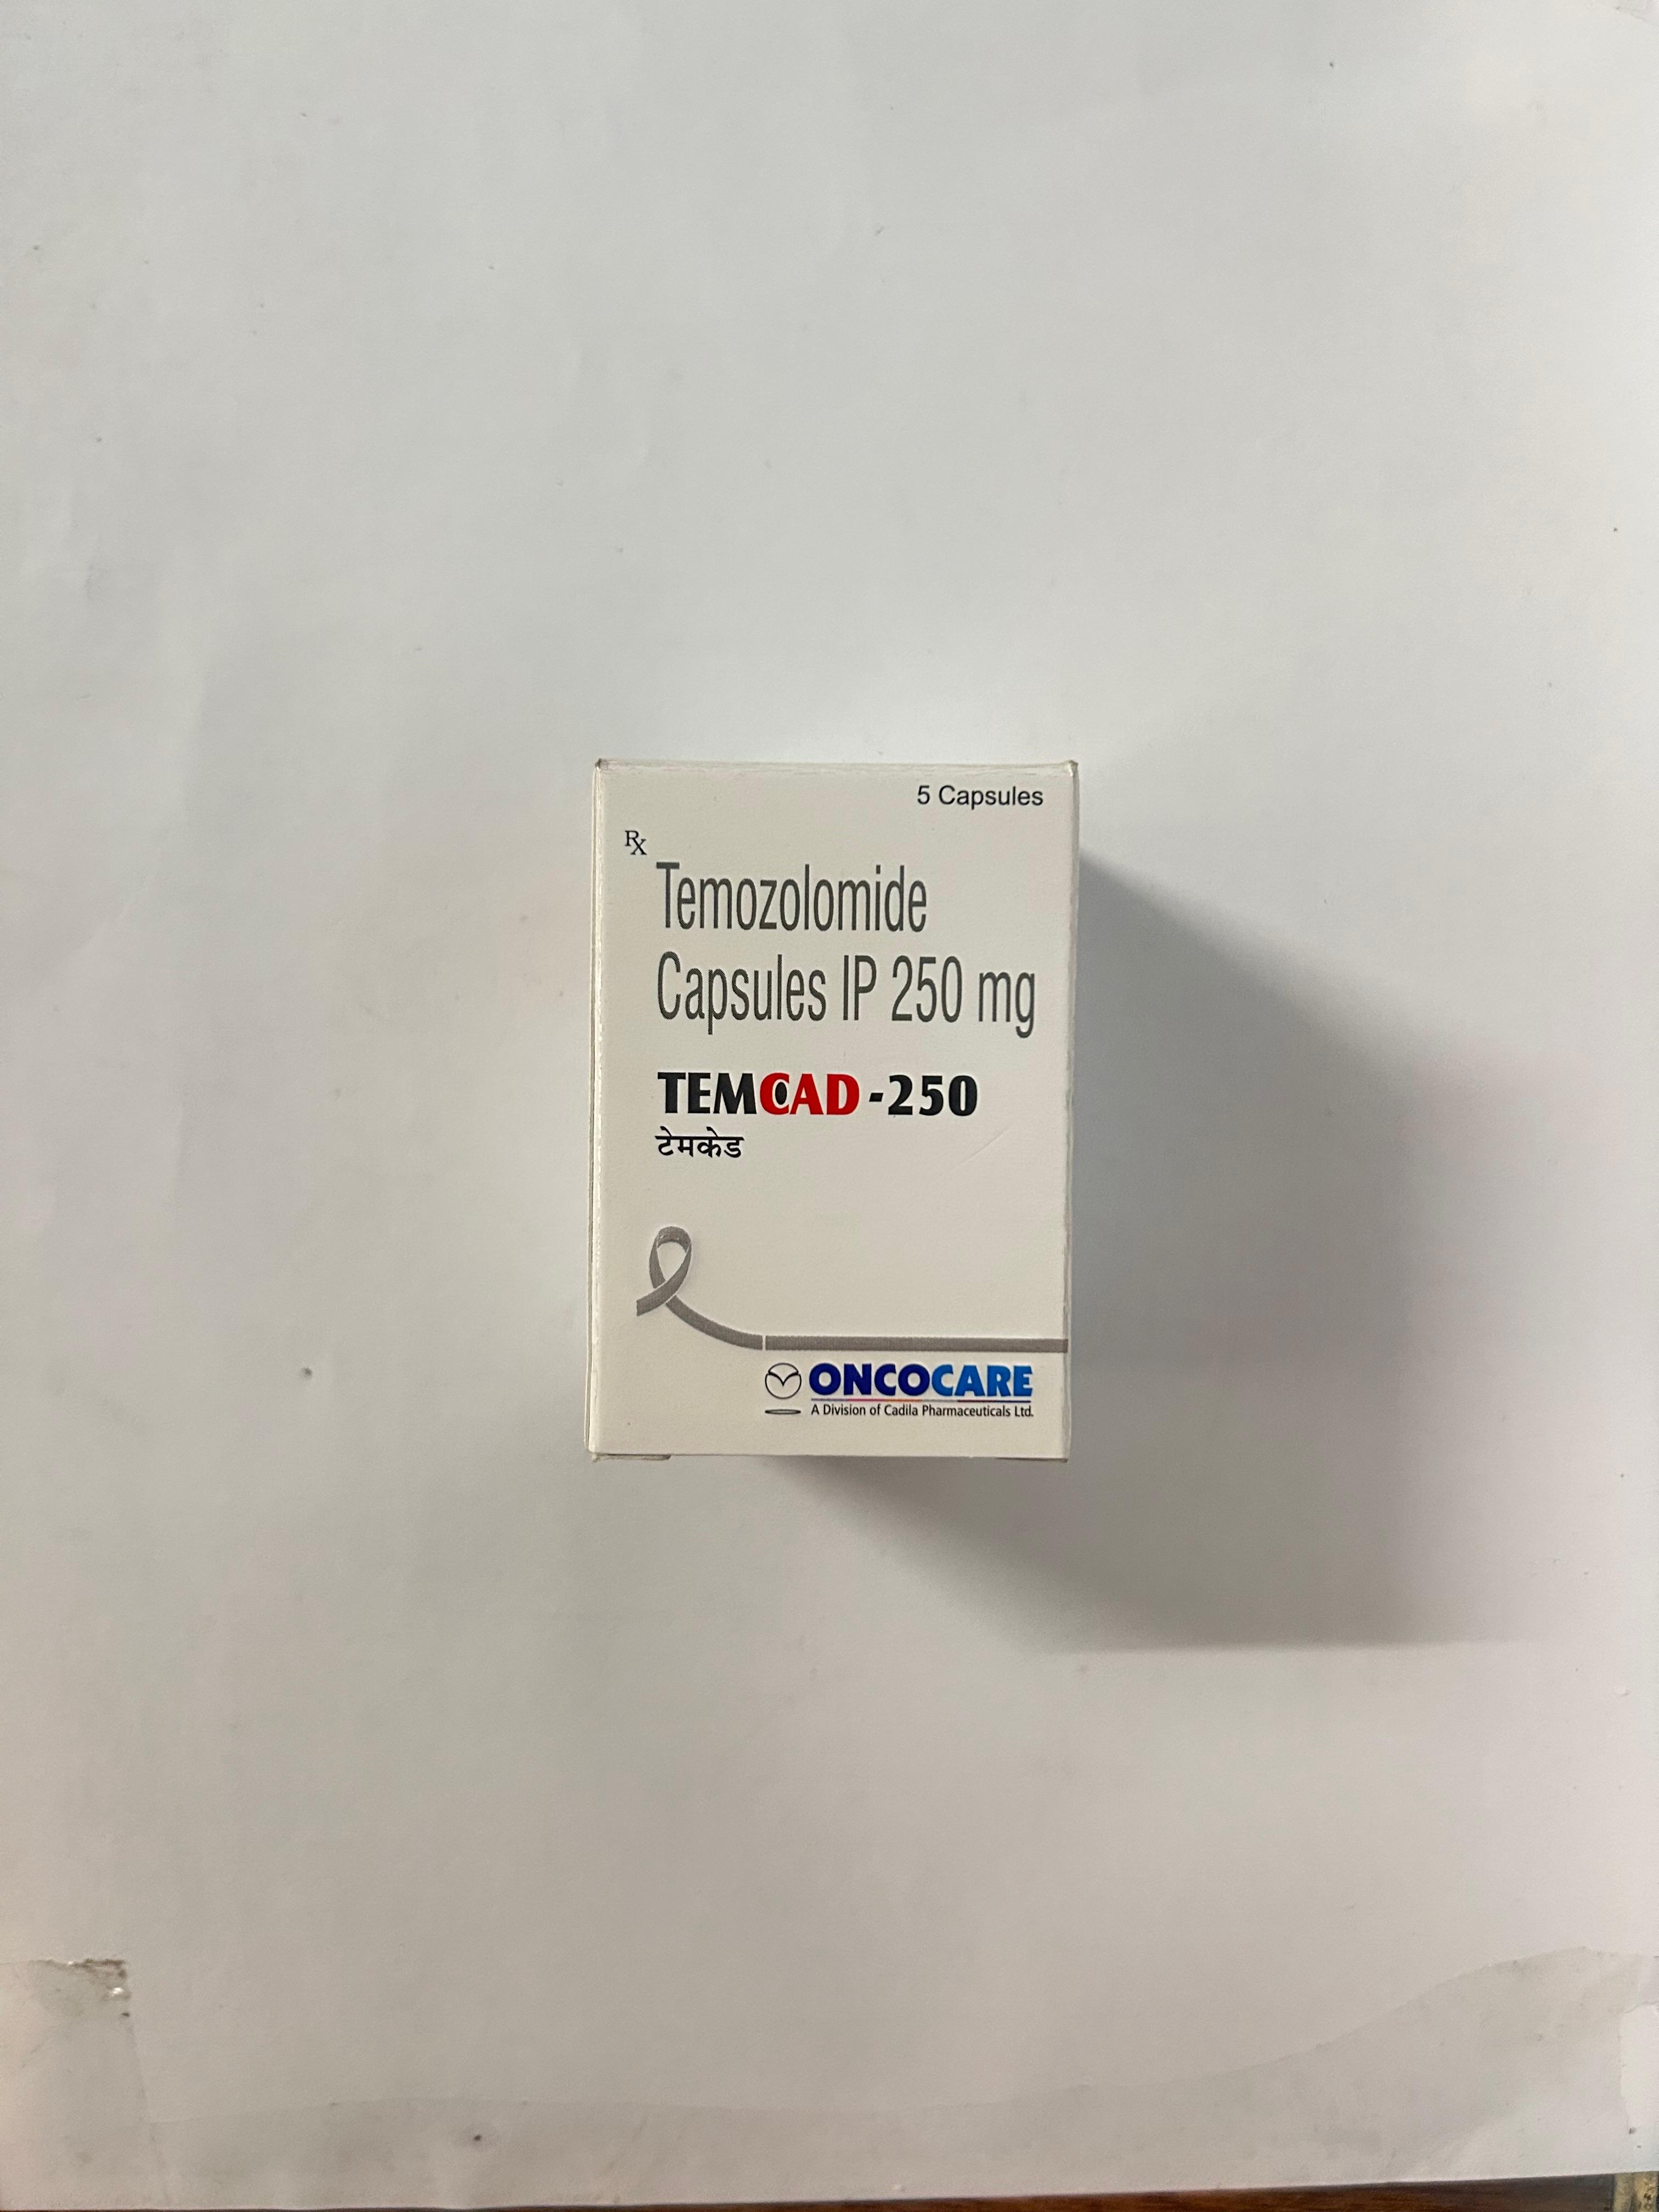 5 Capsules
Rx
Temozolomide
Capsules IP 250 mg
TEMCAD -250
टेमकेड
ONCOCARE
A Division of Cadila Pharmaceuticals Ltd.